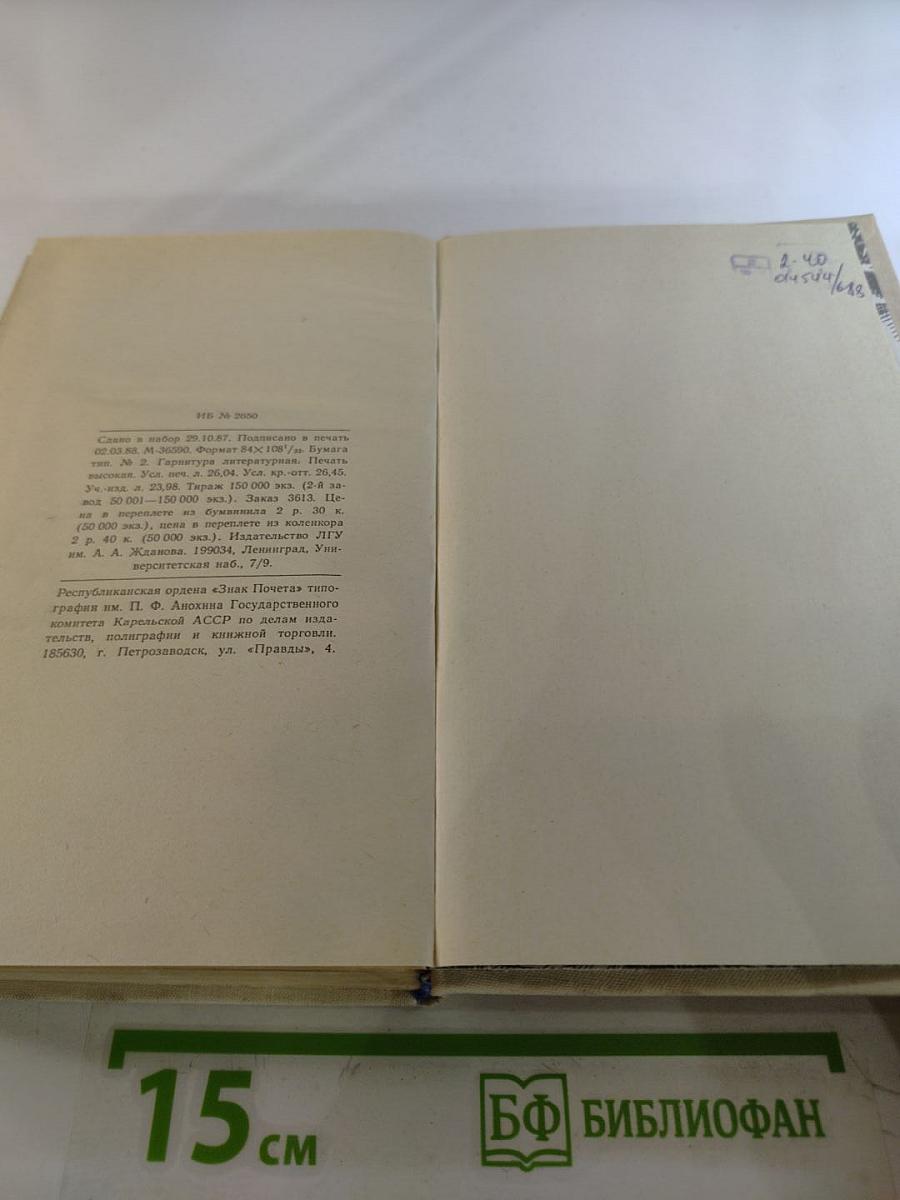 ИБ № 2650
Сдано в набор 29.10.87. Подписано в печать
02.03.88. М-36590. Формат 84×108¹/₃₂. Бумага
тип. № 2. Гарнитура литературная. Печать
высокая. Усл. печ. л. 26,04. Усл. кр.-отт. 26,45.
Уч.-изд. л. 23,98. Тираж 150 000 экз. (2-й за-
вод 50 001—150 000 экз.). Заказ 3613. Це-
на в переплете из бумвинила 2 р. 30 к.
(50 000 экз.), цена в переплете из коленкора
2 р. 40 к. (50 000 экз.). Издательство ЛГУ
им. А. А. Жданова. 199034, Ленинград, Уни-
верситетская наб., 7/9.
Республиканская ордена «Знак Почета» типо-
графия им. П. Ф. Анохина Государственного
комитета Карельской АССР по делам изда-
тельств, полиграфии и книжной торговли.
185630, г. Петрозаводск, ул. «Правды», 4.
2-40
15 см
БФ БИБЛИОФАН